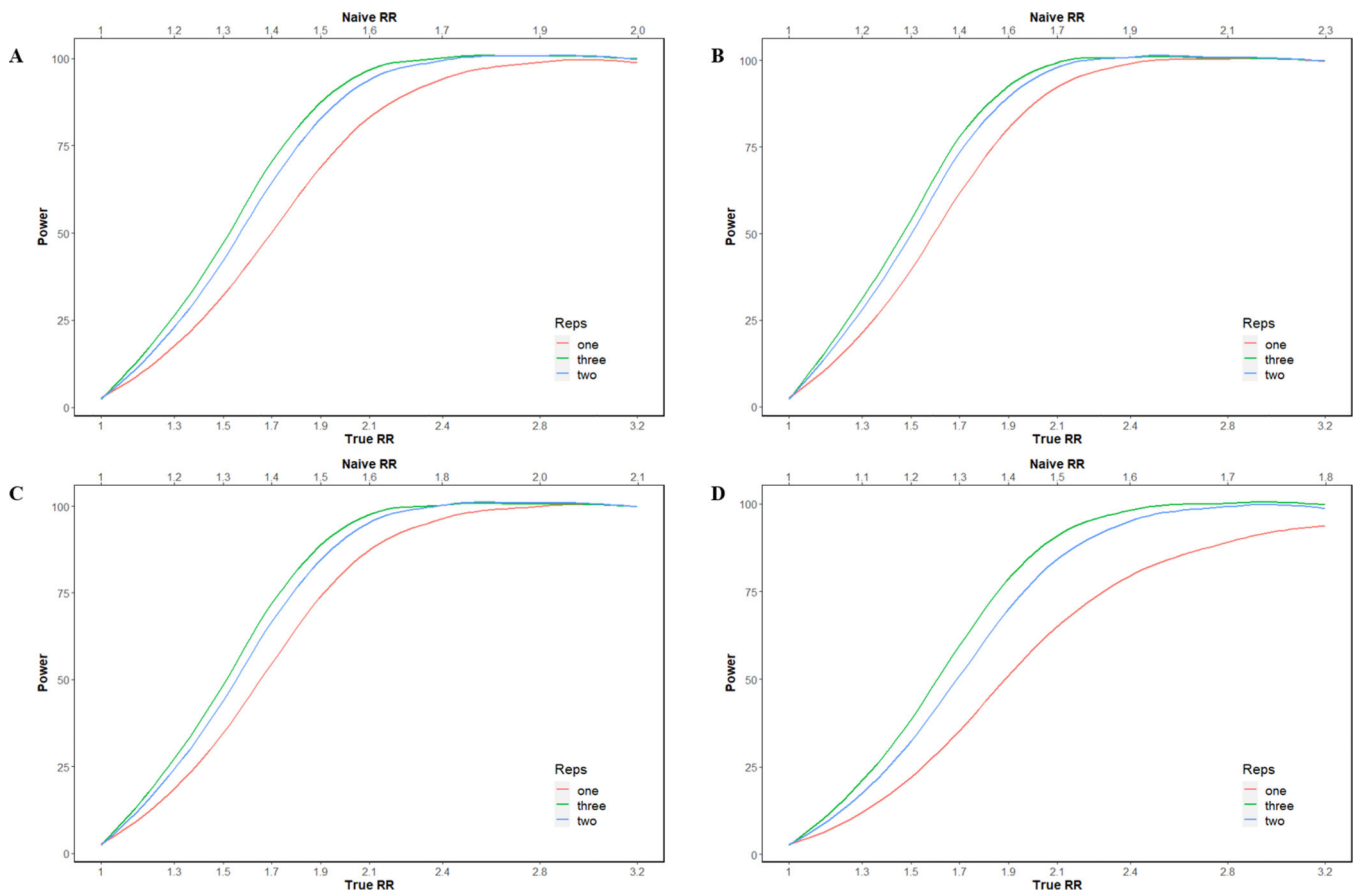 Naive RR
1 1.2 1.3 1.4 1.5 1.6 1.7 1.9 2.0
A
100
75
50
25
0
Power
Reps
one
three
two
1 1.3 1.5 1.7 1.9 2.1 2.4 2.8 3.2
True RR
Naive RR
1 1.2 1.3 1.4 1.6 1.7 1.9 2.1 2.3
B
100
75
50
25
0
Power
Reps
one
three
two
1 1.3 1.5 1.7 1.9 2.1 2.4 2.8 3.2
True RR
Naive RR
1 1.2 1.3 1.4 1.5 1.6 1.8 2.0 2.1
C
100
75
50
25
0
Power
Reps
one
three
two
1 1.3 1.5 1.7 1.9 2.1 2.4 2.8 3.2
True RR
Naive RR
1 1.1 1.2 1.3 1.4 1.5 1.6 1.7 1.8
D
100
75
50
25
0
Power
Reps
one
three
two
1 1.3 1.5 1.7 1.9 2.1 2.4 2.8 3.2
True RR